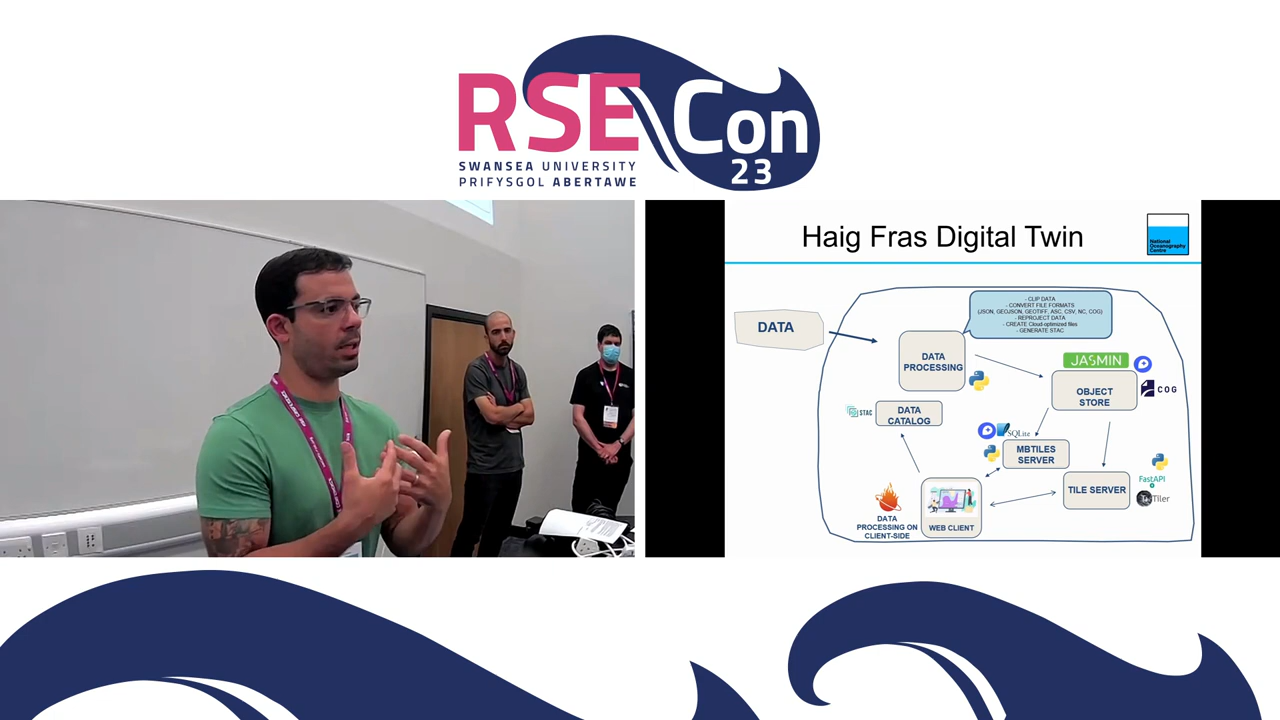 RSE Con
23
SWANSEA UNIVERSITY
PRIFYSGOL ABERTAWE
Haig Fras Digital Twin
National
Oceanography
Centre
- CLIP DATA
- CONVERT FILE FORMATS
(JSON, GEOJSON, GEOTIFF, ASC, CSV, NC, COG)
- REPROJECT DATA
- CREATE Cloud-optimized files
- GENERATE STAC
DATA
DATA
PROCESSING
JASMIN
OBJECT
STORE
COG
STAC
DATA
CATALOG
SQLite
MBTILES
SERVER
TILE SERVER
FastAPI
TiTiler
WEB CLIENT
DATA
PROCESSING ON
CLIENT-SIDE